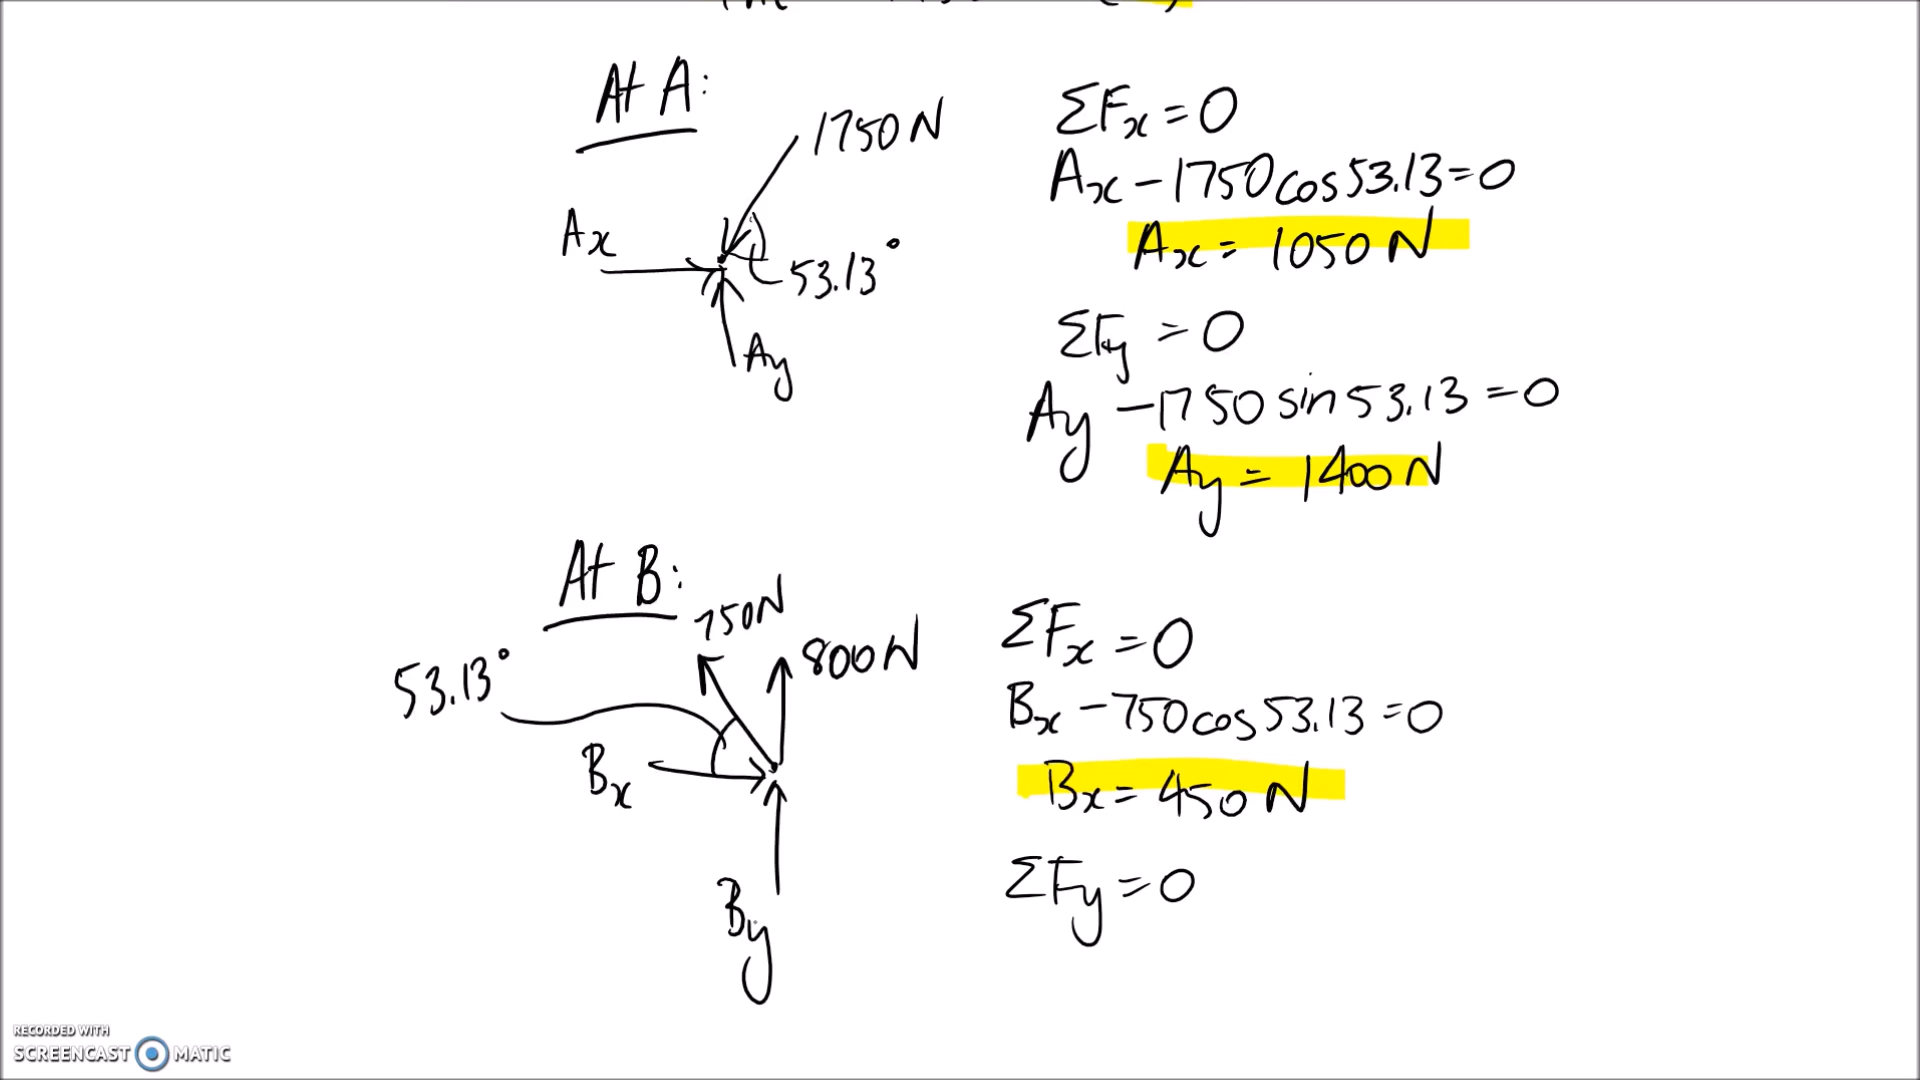 At A:
1750 N
Ax
53.13°
Ay
ΣFx = 0
Ax - 1750 cos 53.13 = 0
Ax = 1050 N
ΣFy = 0
Ay - 1750 sin 53.13 = 0
Ay = 1400 N
At B:
750 N
800 N
53.13°
Bx
By
ΣFx = 0
Bx - 750 cos 53.13 = 0
Bx = 450 N
ΣFy = 0
RECORDED WITH
SCREENCAST MATIC